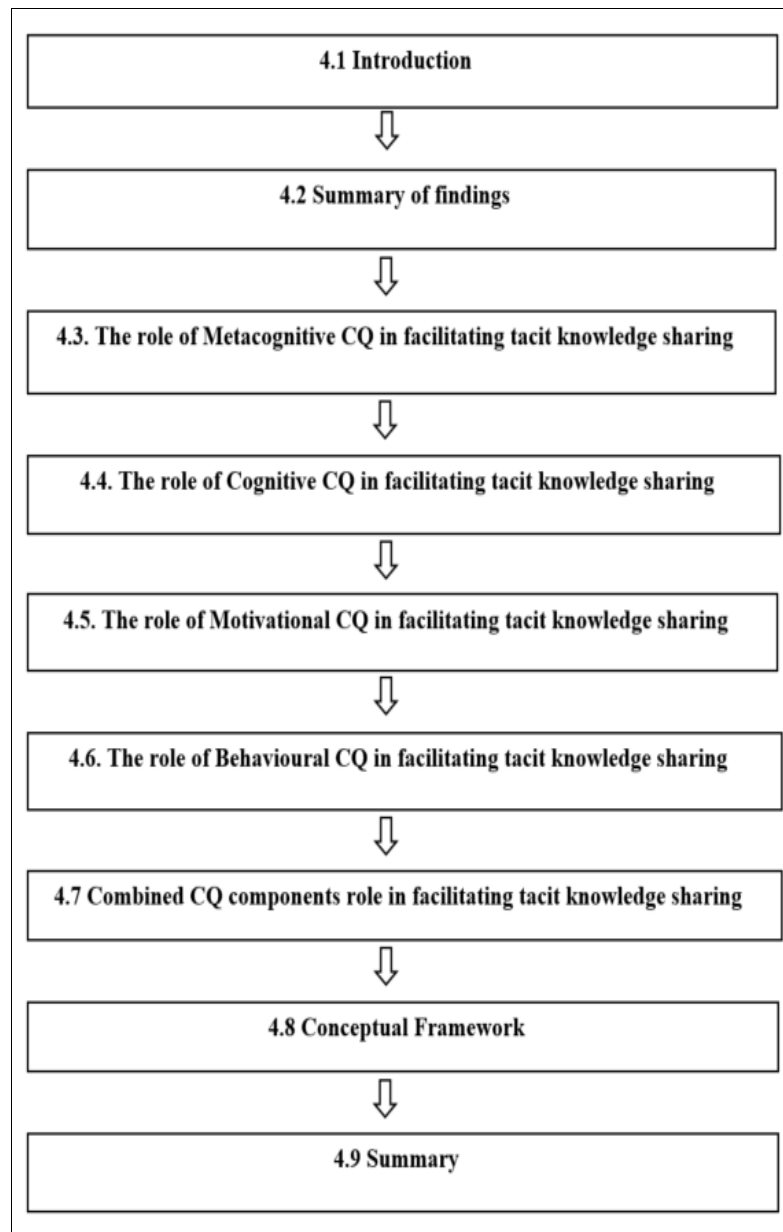 4.1 Introduction
4.2 Summary of findings
4.3. The role of Metacognitive CQ in facilitating tacit knowledge sharing
4.4. The role of Cognitive CQ in facilitating tacit knowledge sharing
4.5. The role of Motivational CQ in facilitating tacit knowledge sharing
4.6. The role of Behavioural CQ in facilitating tacit knowledge sharing
4.7 Combined CQ components role in facilitating tacit knowledge sharing
4.8 Conceptual Framework
4.9 Summary